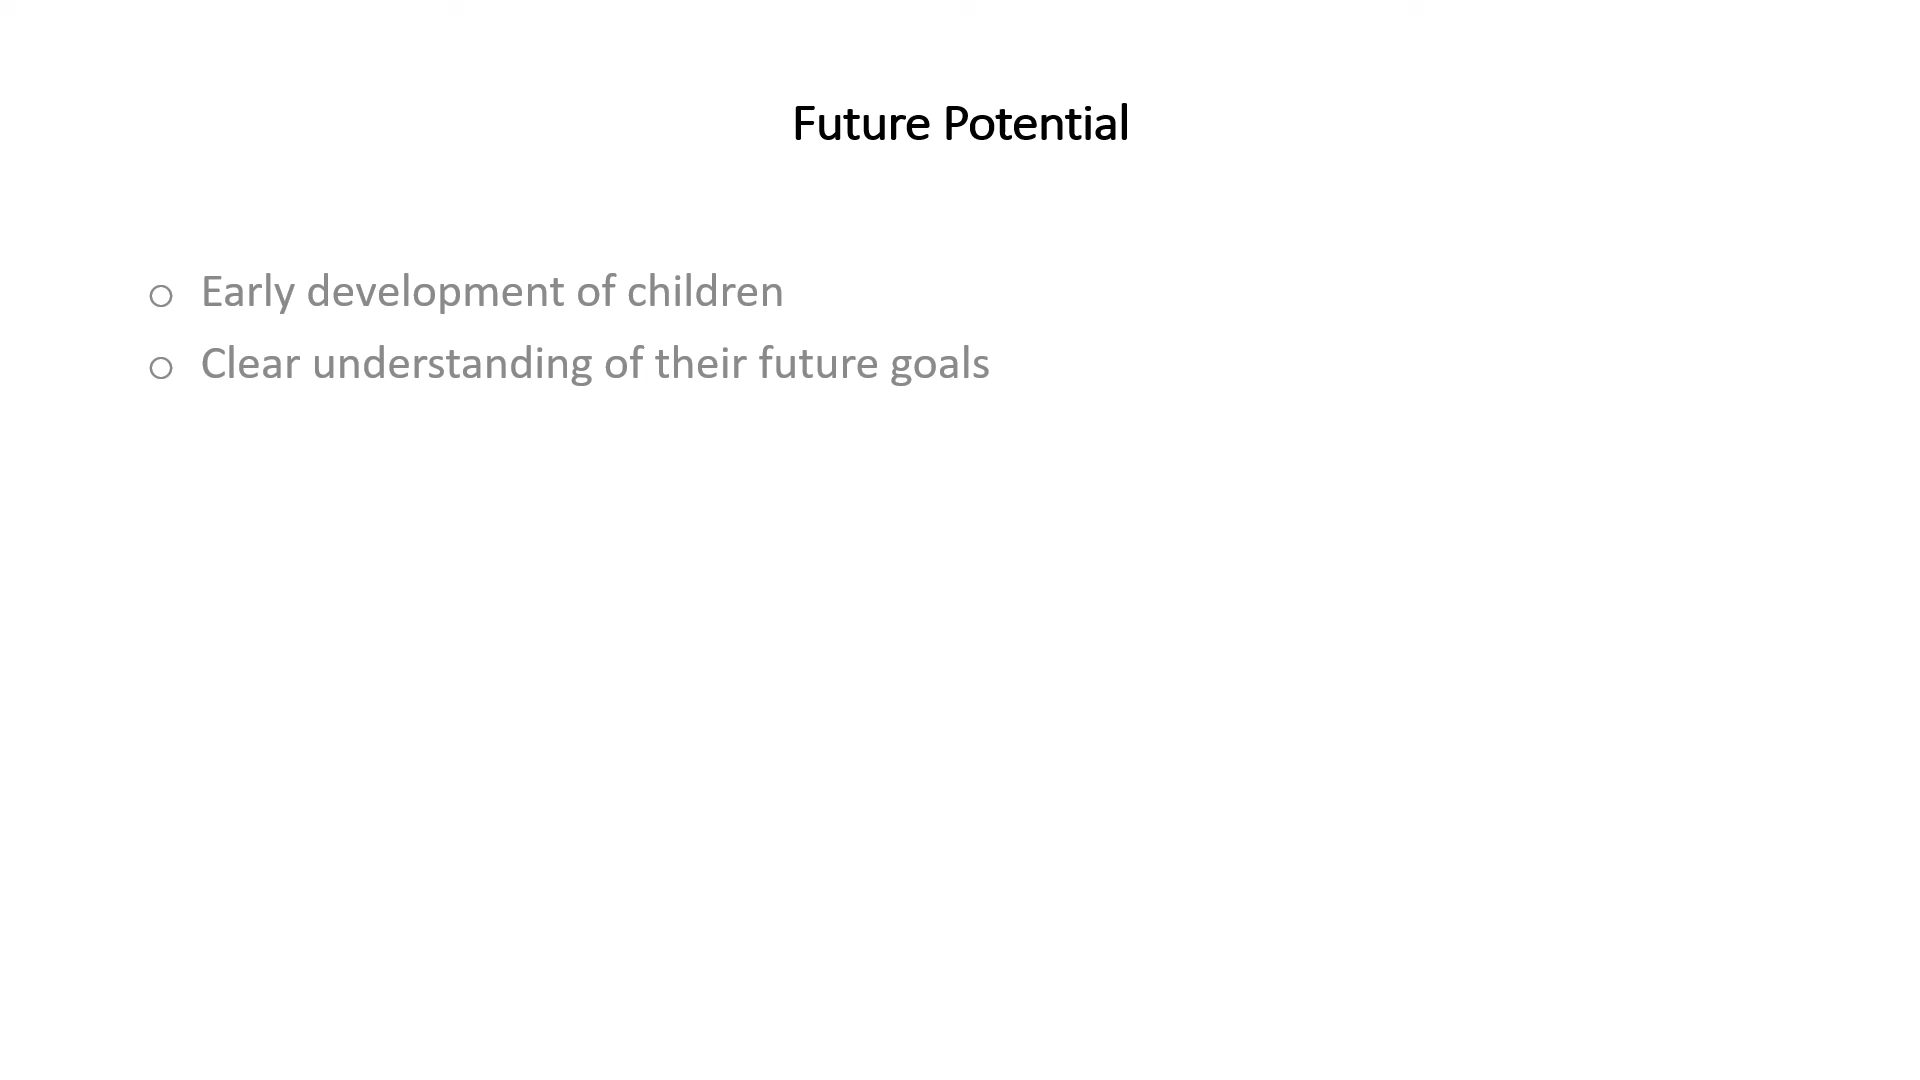 Future Potential
○ Early development of children
○ Clear understanding of their future goals